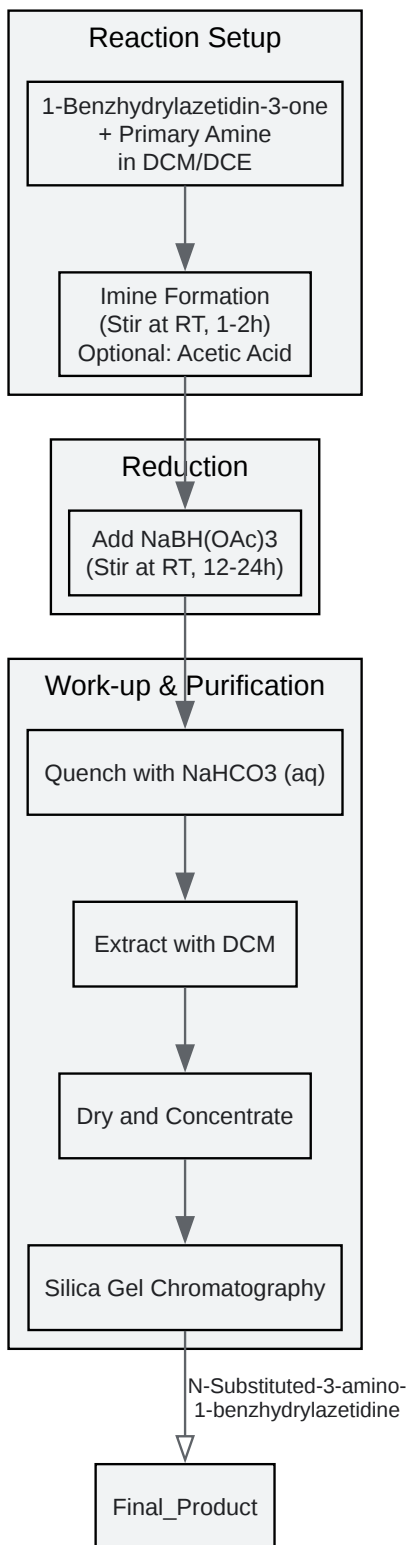 Reaction Setup
1-Benzhydrylazetidin-3-one
+ Primary Amine
in DCM/DCE
Imine Formation
(Stir at RT, 1-2h)
Optional: Acetic Acid
Reduction
Add NaBH(OAc)3
(Stir at RT, 12-24h)
Work-up & Purification
Quench with NaHCO3 (aq)
Extract with DCM
Dry and Concentrate
Silica Gel Chromatography
N-Substituted-3-amino-
1-benzhydrylazetidine
Final_Product